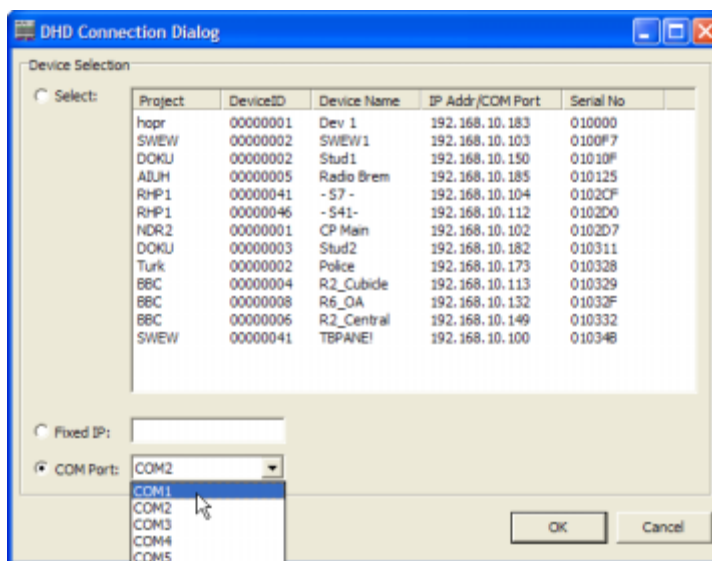 DHD Connection Dialog
Device Selection
Select:
Project DeviceID Device Name IP Addr/COM Port Serial No
hopr 00000001 Dev 1 192.168.10.183 010000
SWEW 00000002 SWEW1 192.168.10.103 0100F7
DOKU 00000002 Stud1 192.168.10.150 01010F
AIUH 00000005 Radio Brem 192.168.10.185 010125
RHP1 00000041 - S7 - 192.168.10.104 0102CF
RHP1 00000046 - S41- 192.168.10.112 0102D0
NDR2 00000001 CP Main 192.168.10.102 0102D7
DOKU 00000003 Stud2 192.168.10.182 010311
Turk 00000002 Police 192.168.10.173 010328
BBC 00000004 R2_Cubicle 192.168.10.113 010329
BBC 00000008 R6_OA 192.168.10.132 01032F
BBC 00000006 R2_Central 192.168.10.149 010332
SWEW 00000041 TBPANE! 192.168.10.100 01034B
Fixed IP:
COM Port: COM2
COM1
COM2
COM3
COM4
COM5
OK Cancel